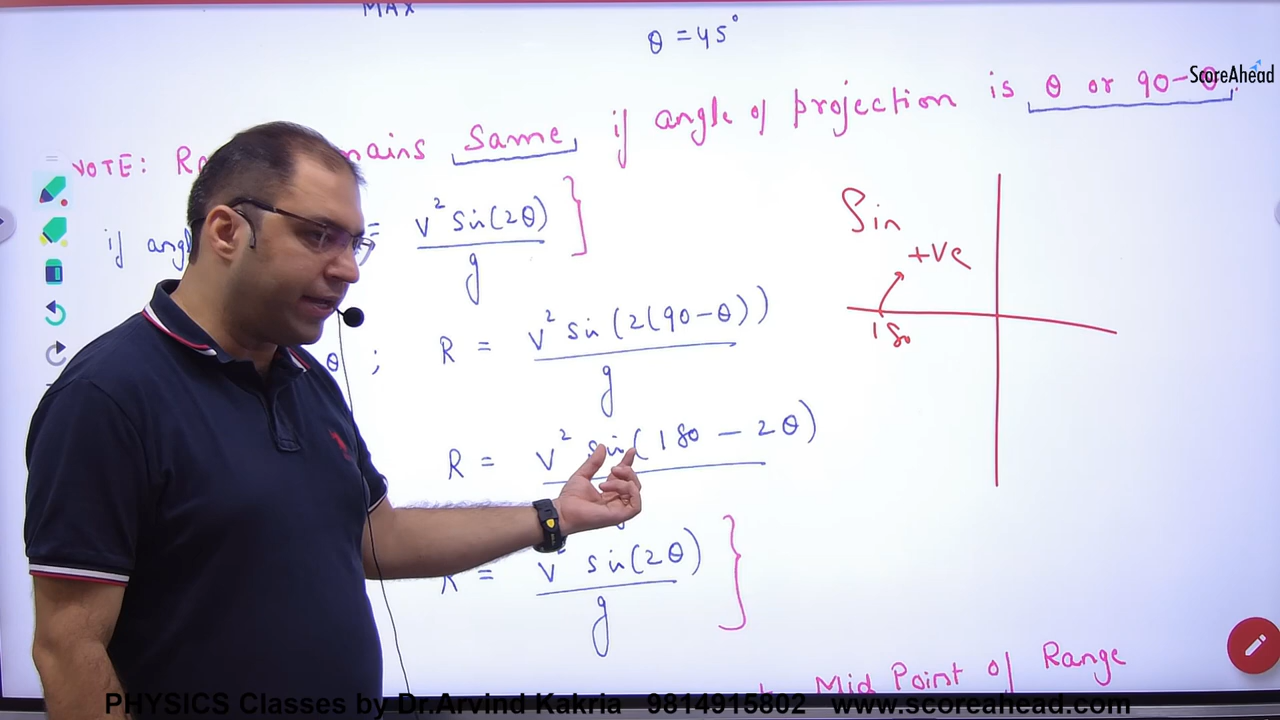 MAX
θ = 45°
ScoreAhead
NOTE: mains Same if angle of projection is θ or 90-θ.
if = v² sin(2θ) }
g
θ ; R = v² sin(2(90-θ))
g
R = v² sin(180 - 2θ)
R = v² sin(2θ) }
g
Sin
+ve
180
Mid Point of Range
PHYSICS Classes by Dr.Arvind Kakria 9814915802 www.scoreahead.com